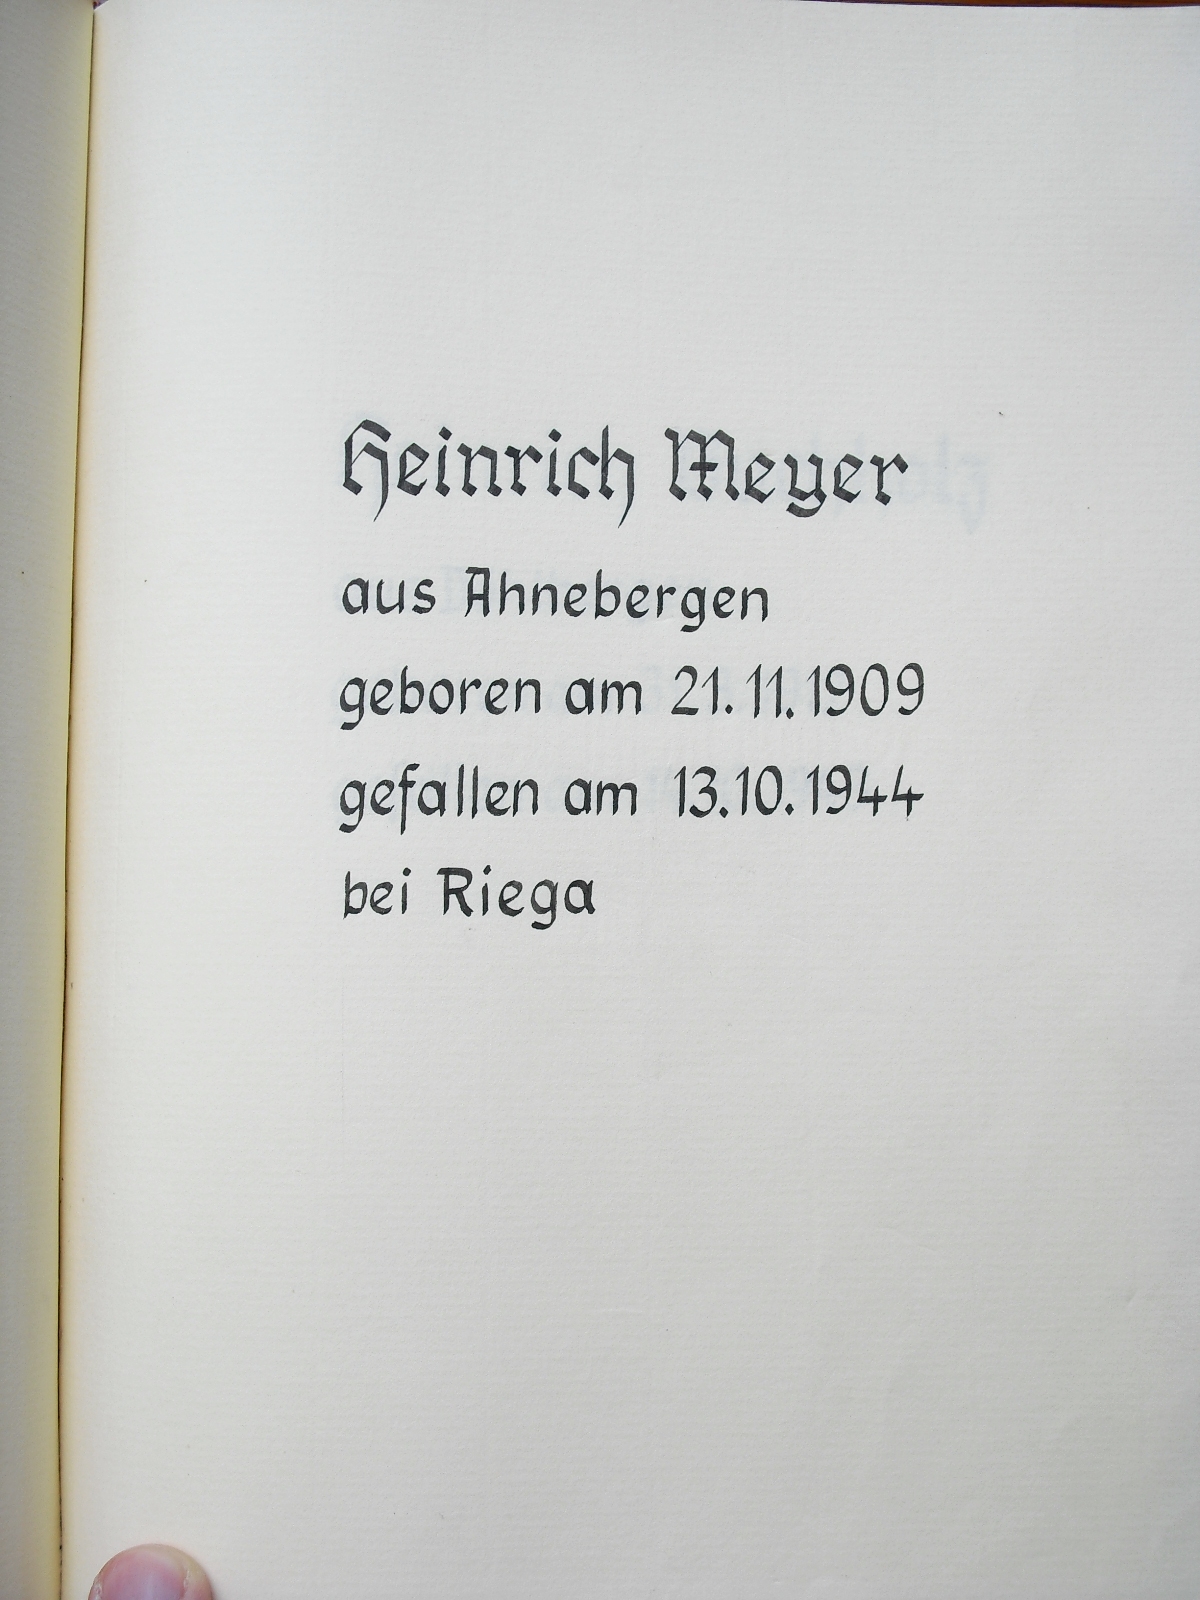 Heinrich Meyer
aus Ahnebergen
geboren am 21.11.1909
gefallen am 13.10.1944
bei Riega